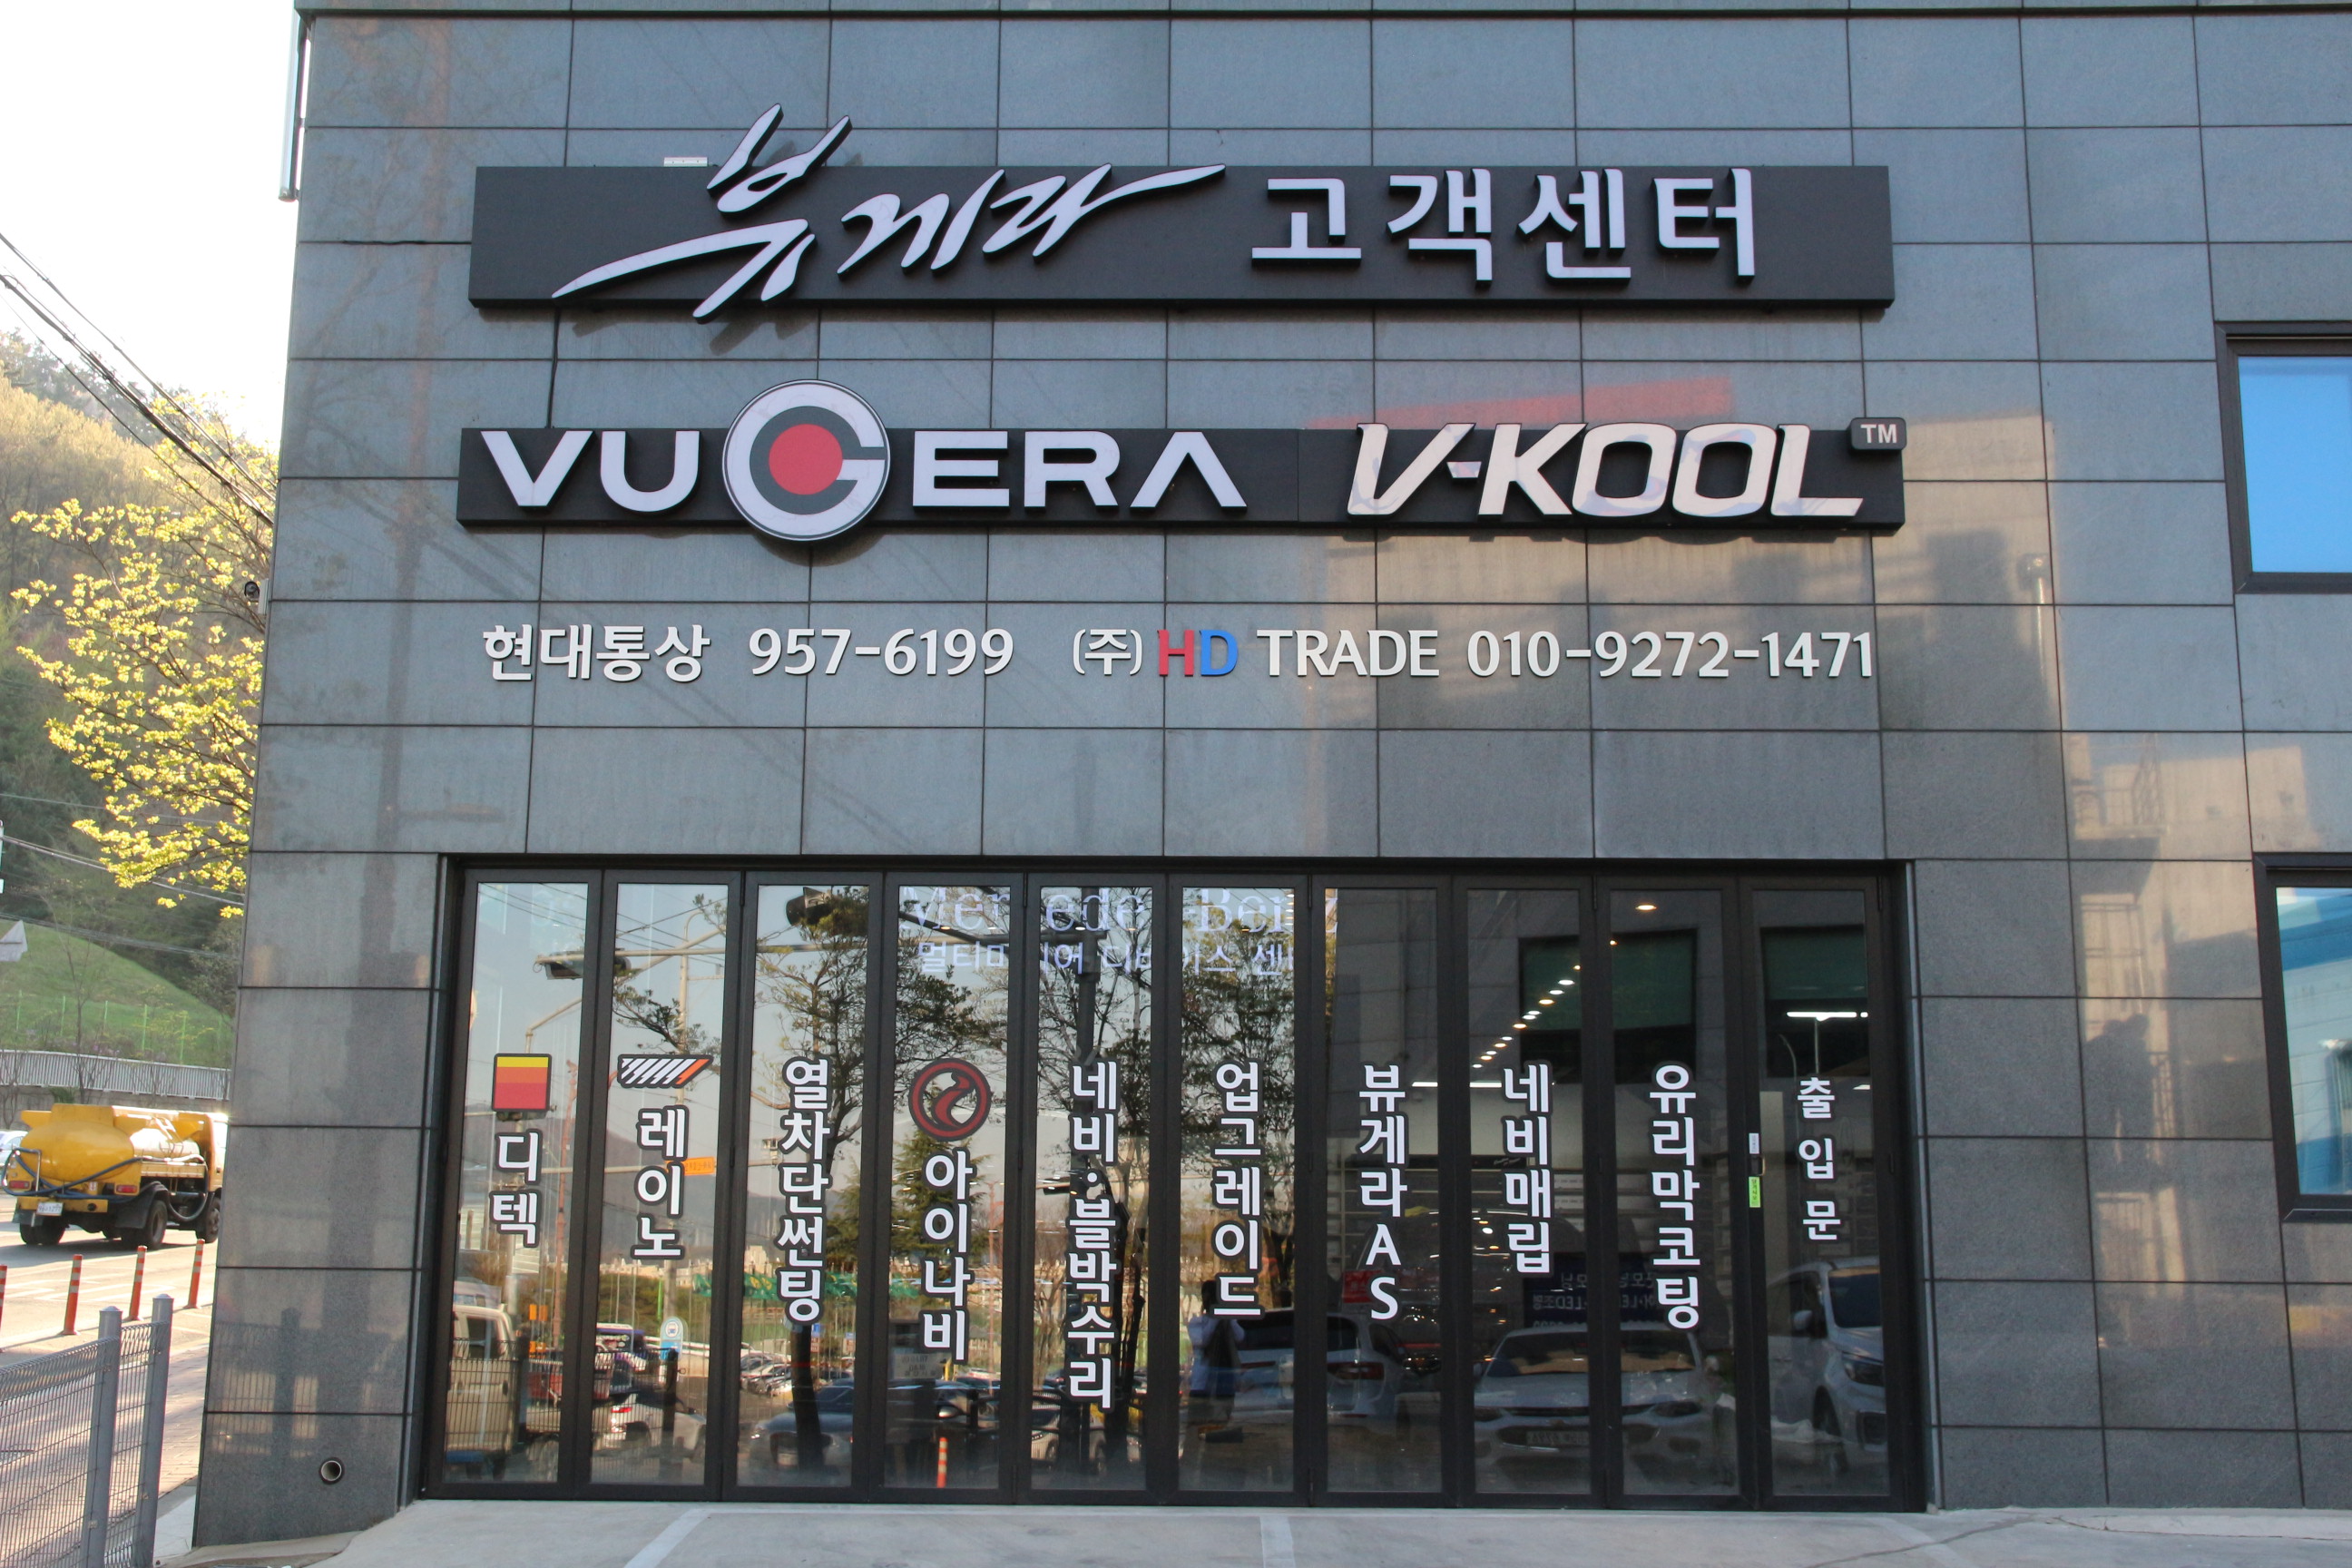 뷰게라 고객센터
VUGERA V-KOOL TM
현대통상 957-6199 (주)HD TRADE 010-9272-1471
디텍
레이노
열차단썬팅
아이나비
네비·블박수리
업그레이드
뷰게라AS
네비매립
유리막코팅
출입문